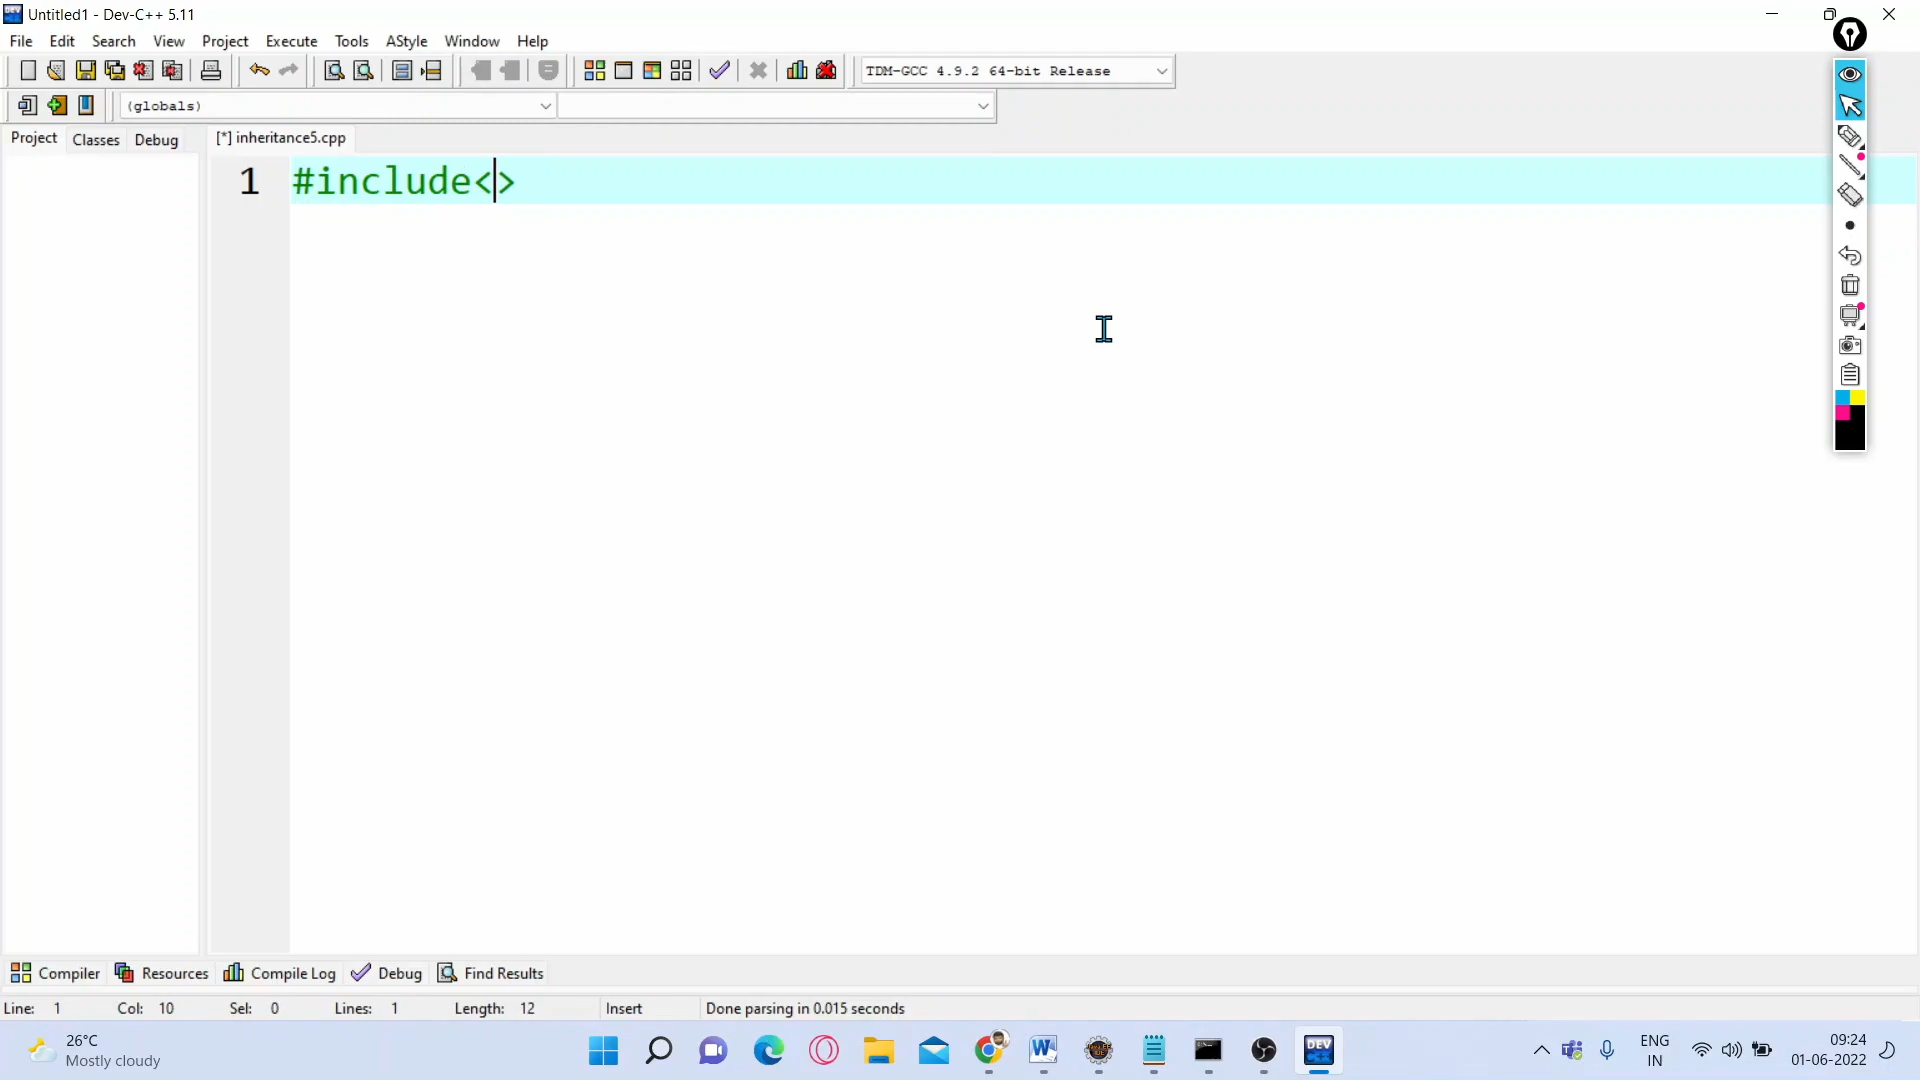 Untitled1 - Dev-C++ 5.11
File Edit Search View Project Execute Tools AStyle Window Help
TDM-GCC 4.9.2 64-bit Release
(globals)
Project Classes Debug [*] inheritance5.cpp
1 #include<>
Compiler Resources Compile Log Debug Find Results
Line: 1 Col: 10 Sel: 0 Lines: 1 Length: 12 Insert Done parsing in 0.015 seconds
26°C
Mostly cloudy
ENG
IN
09:24
01-06-2022